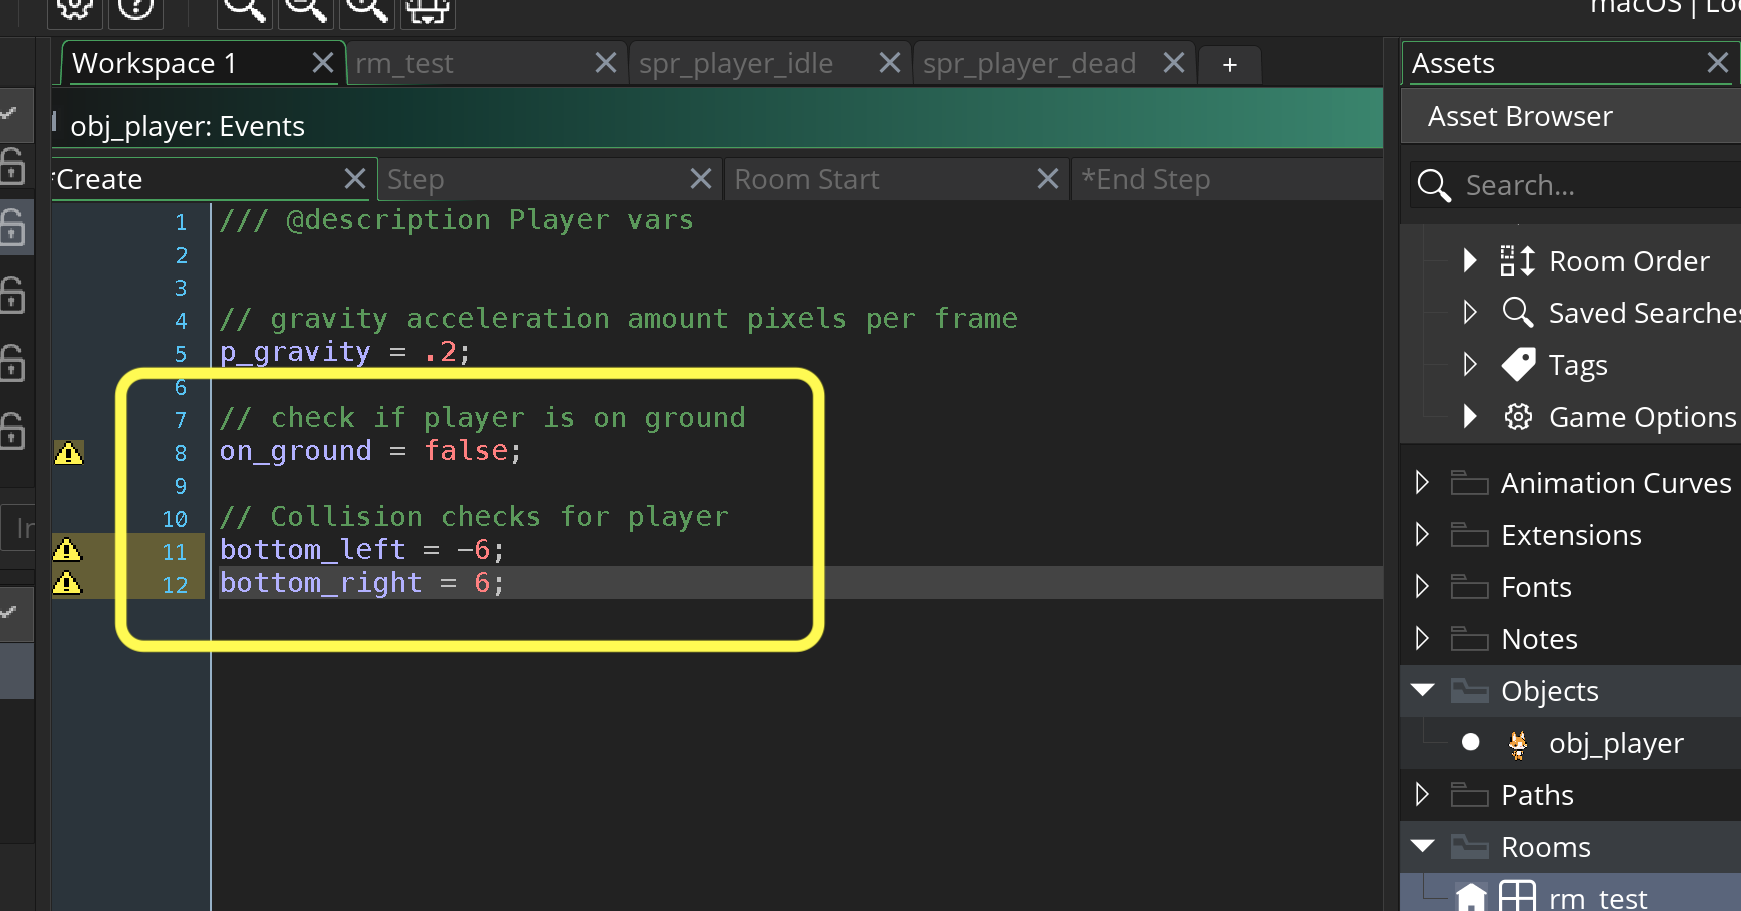 macOS | Lo
Workspace 1
rm_test
spr_player_idle
spr_player_dead
+
Assets
obj_player: Events
Asset Browser
*Create
Step
Room Start
*End Step
Search...
1 /// @description Player vars
2
3
4 // gravity acceleration amount pixels per frame
5 p_gravity = .2;
6
7 // check if player is on ground
8 on_ground = false;
9
10 // Collision checks for player
11 bottom_left = -6;
12 bottom_right = 6;
In
Room Order
Saved Searches
Tags
Game Options
Animation Curves
Extensions
Fonts
Notes
Objects
obj_player
Paths
Rooms
rm_test